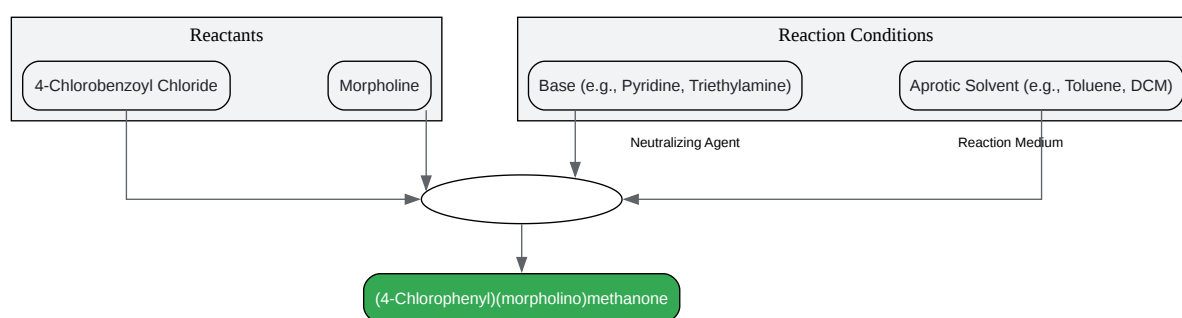 Reactants
Reaction Conditions
4-Chlorobenzoyl Chloride
Morpholine
Base (e.g., Pyridine, Triethylamine)
Aprotic Solvent (e.g., Toluene, DCM)
Neutralizing Agent
Reaction Medium
(4-Chlorophenyl)(morpholino)methanone